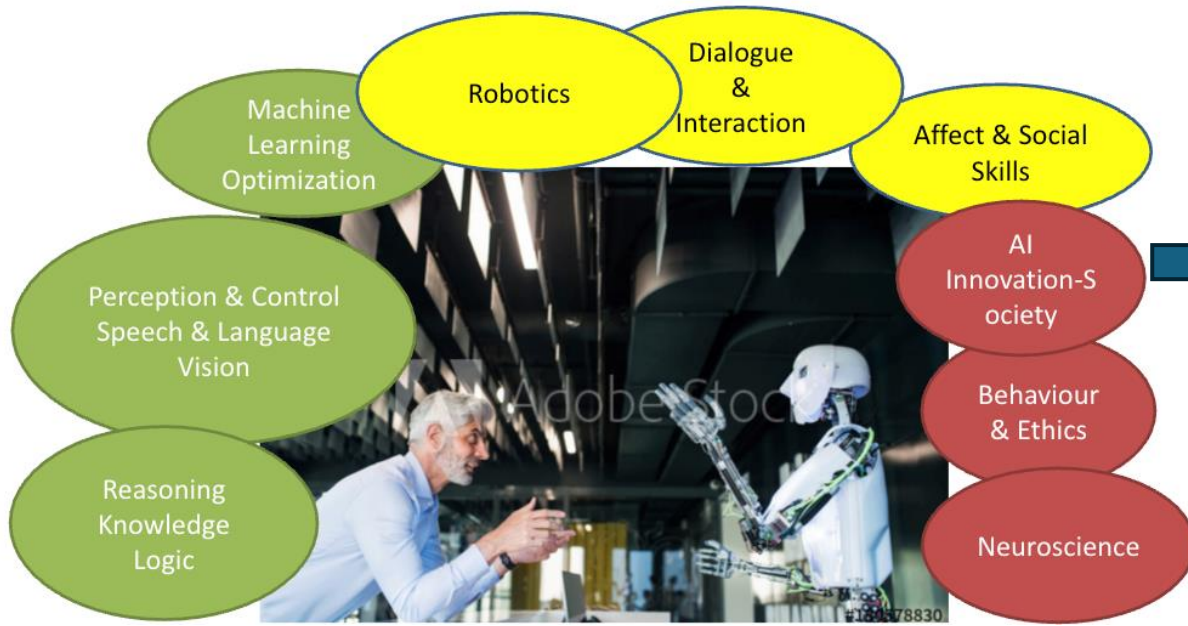 Machine
Learning
Optimization
Robotics
Dialogue
&
Interaction
Affect & Social
Skills
Perception & Control
Speech & Language
Vision
AI
Innovation-S
ociety
Reasoning
Knowledge
Logic
Behaviour
& Ethics
Neuroscience
Adobe Stock